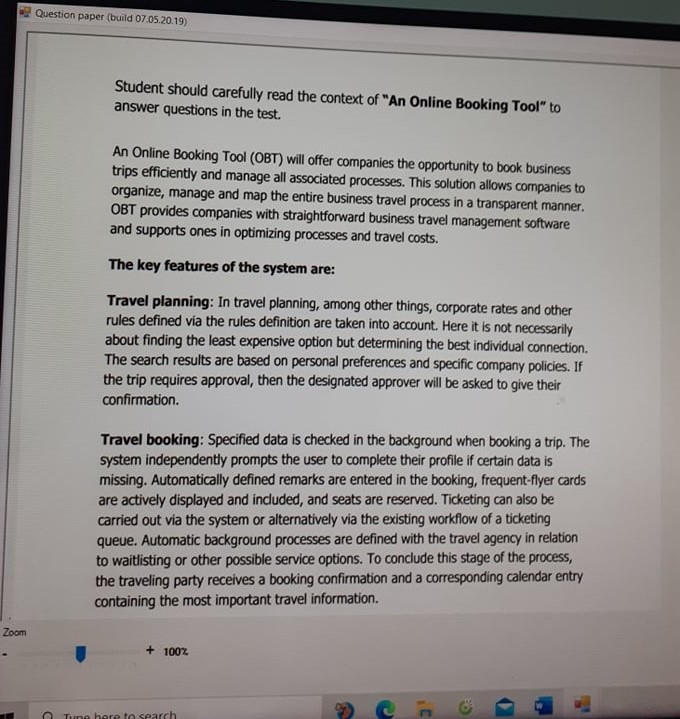 Question paper (build 07.05.20.19)
Student should carefully read the context of "An Online Booking Tool" to
answer questions in the test.
An Online Booking Tool (OBT) will offer companies the opportunity to book business
trips efficiently and manage all associated processes. This solution allows companies to
organize, manage and map the entire business travel process in a transparent manner.
OBT provides companies with straightforward business travel management software
and supports ones in optimizing processes and travel costs.
The key features of the system are:
Travel planning: In travel planning, among other things, corporate rates and other
rules defined via the rules definition are taken into account. Here it is not necessarily
about finding the least expensive option but determining the best individual connection.
The search results are based on personal preferences and specific company policies. If
the trip requires approval, then the designated approver will be asked to give their
confirmation.
Travel booking: Specified data is checked in the background when booking a trip. The
system independently prompts the user to complete their profile if certain data is
missing. Automatically defined remarks are entered in the booking, frequent-flyer cards
are actively displayed and included, and seats are reserved. Ticketing can also be
carried out via the system or alternatively via the existing workflow of a ticketing
queue. Automatic background processes are defined with the travel agency in relation
to waitlisting or other possible service options. To conclude this stage of the process,
the traveling party receives a booking confirmation and a corresponding calendar entry
containing the most important travel information.
Zoom
- + 100%
Type here to search